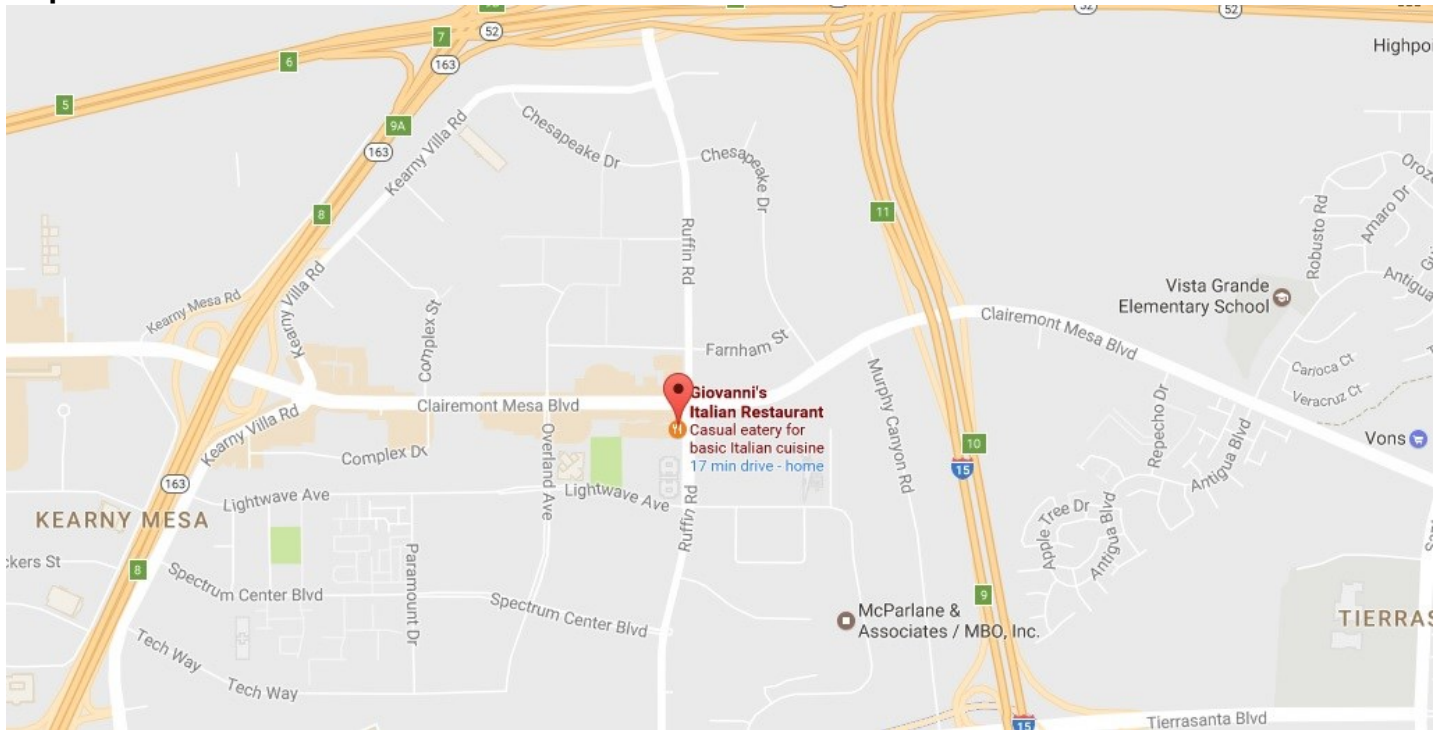 52
52
52
7
52
Highpoi
6
163
5
9A
163
Kearny Villa Rd
Chesapeake Dr
Chesapeake Dr
Orozc
Amaro Dr
Robusto Rd
8
11
Ruffin Rd
Antigua
Vista Grande
Elementary School
Kearny Villa Rd
Kearny Mesa Rd
Complex St
Clairemont Mesa Blvd
Farnham St
Carioca Ct
Veracruz Ct
Giovanni's
Italian Restaurant
Casual eatery for
basic Italian cuisine
17 min drive - home
Clairemont Mesa Blvd
Murphy Canyon Rd
Repecho Dr
Kearny Villa Rd
Overland Ave
Antigua Blvd
Vons
10
15
Complex Dr
163
Lightwave Ave
Lightwave Ave
Ruffin Rd
KEARNY MESA
Apple Tree Dr
Antigua Blvd
ckers St
8
Paramount Dr
Spectrum Center Blvd
Spectrum Center Blvd
9
McParlane &
Associates / MBO, Inc.
TIERRAS
Tech Way
Tech Way
15
Tierrasanta Blvd